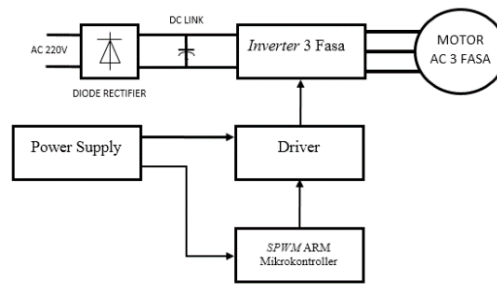 DC LINK
AC 220V
Inverter 3 Fasa
MOTOR
AC 3 FASA
DIODE RECTIFIER
Power Supply
Driver
SPWM ARM
Mikrokontroller